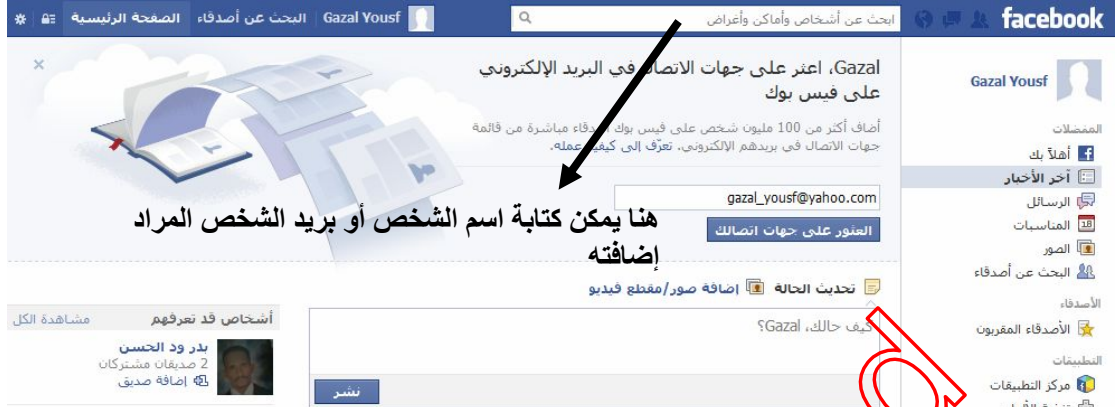 facebook
ابحث عن أشخاص وأماكن وأغراض
Gazal Yousf
البحث عن أصدقاء
الصفحة الرئيسية
Gazal Yousf
المفضلات
أهلاً بك
آخر الأخبار
الرسائل
المناسبات
18
الصور
البحث عن أصدقاء
الأصدقاء
الأصدقاء المقربون
التطبيقات
مركز التطبيقات
Gazal، اعثر على جهات الاتصال في البريد الإلكتروني
على فيس بوك
أضاف أكثر من 100 مليون شخص على فيس بوك أصدقاء مباشرة من قائمة
جهات الاتصال في بريدهم الإلكتروني. تعرّف إلى كيفية عمله.
gazal_yousf@yahoo.com
العثور على جهات اتصالك
هنا يمكن كتابة اسم الشخص أو بريد الشخص المراد
إضافته
تحديث الحالة
إضافة صور/مقطع فيديو
كيف حالك، Gazal؟
نشر
أشخاص قد تعرفهم
مشاهدة الكل
بدر ود الحسن
2 صديقان مشتركان
إضافة صديق